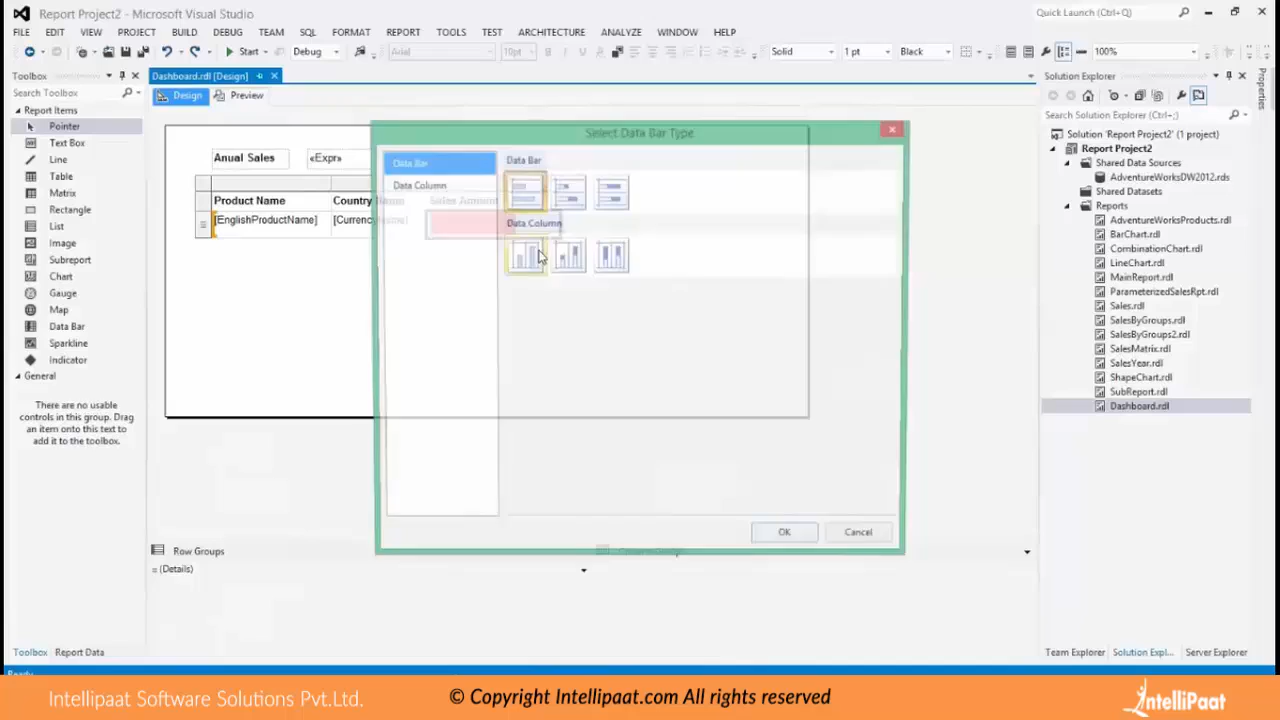 Report Project2 - Microsoft Visual Studio
Quick Launch (Ctrl+Q)
FILE EDIT VIEW PROJECT BUILD DEBUG TEAM SQL FORMAT REPORT TOOLS TEST ARCHITECTURE ANALYZE WINDOW HELP
Start Debug Arial 10pt Solid 1 pt Black 100%
Toolbox
Search Toolbox
Report Items
Pointer
Text Box
Line
Table
Matrix
Rectangle
List
Image
Subreport
Chart
Gauge
Map
Data Bar
Sparkline
Indicator
General
There are no usable
controls in this group. Drag
an item onto this text to
add it to the toolbox.
Toolbox Report Data
Dashboard.rdl [Design]
Design Preview
Anual Sales «Expr»
Product Name Country Name Sales Amount
[EnglishProductName] [CurrencyName]
Select Data Bar Type
Data Bar
Data Column
Data Bar
Data Column
OK Cancel
Row Groups
(Details)
Solution Explorer
Search Solution Explorer (Ctrl+;)
Solution 'Report Project2' (1 project)
Report Project2
Shared Data Sources
AdventureWorksDW2012.rds
Shared Datasets
Reports
AdventureWorksProducts.rdl
BarChart.rdl
CombinationChart.rdl
LineChart.rdl
MainReport.rdl
ParameterizedSalesRpt.rdl
Sales.rdl
SalesByGroups.rdl
SalesByGroups2.rdl
SalesMatrix.rdl
SalesYear.rdl
ShapeChart.rdl
SubReport.rdl
Dashboard.rdl
Team Explorer Solution Expl... Server Explorer
Properties
Ready
Intellipaat Software Solutions Pvt.Ltd.
© Copyright Intellipaat.com All rights reserved
IntelliPaat